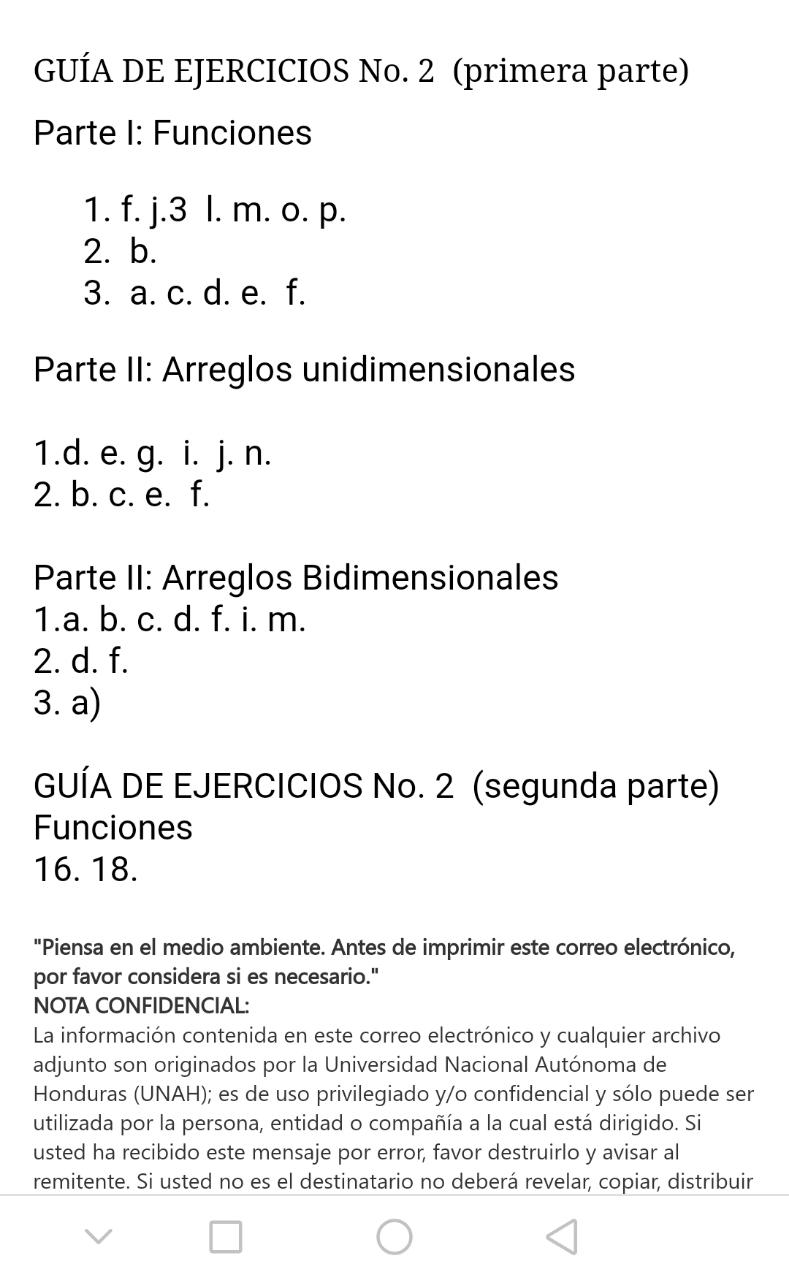 GUÍA DE EJERCICIOS No. 2 (primera parte)
Parte I: Funciones
1. f. j.3 l. m. o. p.
2. b.
3. a. c. d. e. f.
Parte II: Arreglos unidimensionales
1.d. e. g. i. j. n.
2. b. c. e. f.
Parte II: Arreglos Bidimensionales
1.a. b. c. d. f. i. m.
2. d. f.
3. a)
GUÍA DE EJERCICIOS No. 2 (segunda parte)
Funciones
16. 18.
"Piensa en el medio ambiente. Antes de imprimir este correo electrónico,
por favor considera si es necesario."
NOTA CONFIDENCIAL:
La información contenida en este correo electrónico y cualquier archivo
adjunto son originados por la Universidad Nacional Autónoma de
Honduras (UNAH); es de uso privilegiado y/o confidencial y sólo puede ser
utilizada por la persona, entidad o compañía a la cual está dirigido. Si
usted ha recibido este mensaje por error, favor destruirlo y avisar al
remitente. Si usted no es el destinatario no deberá revelar, copiar, distribuir